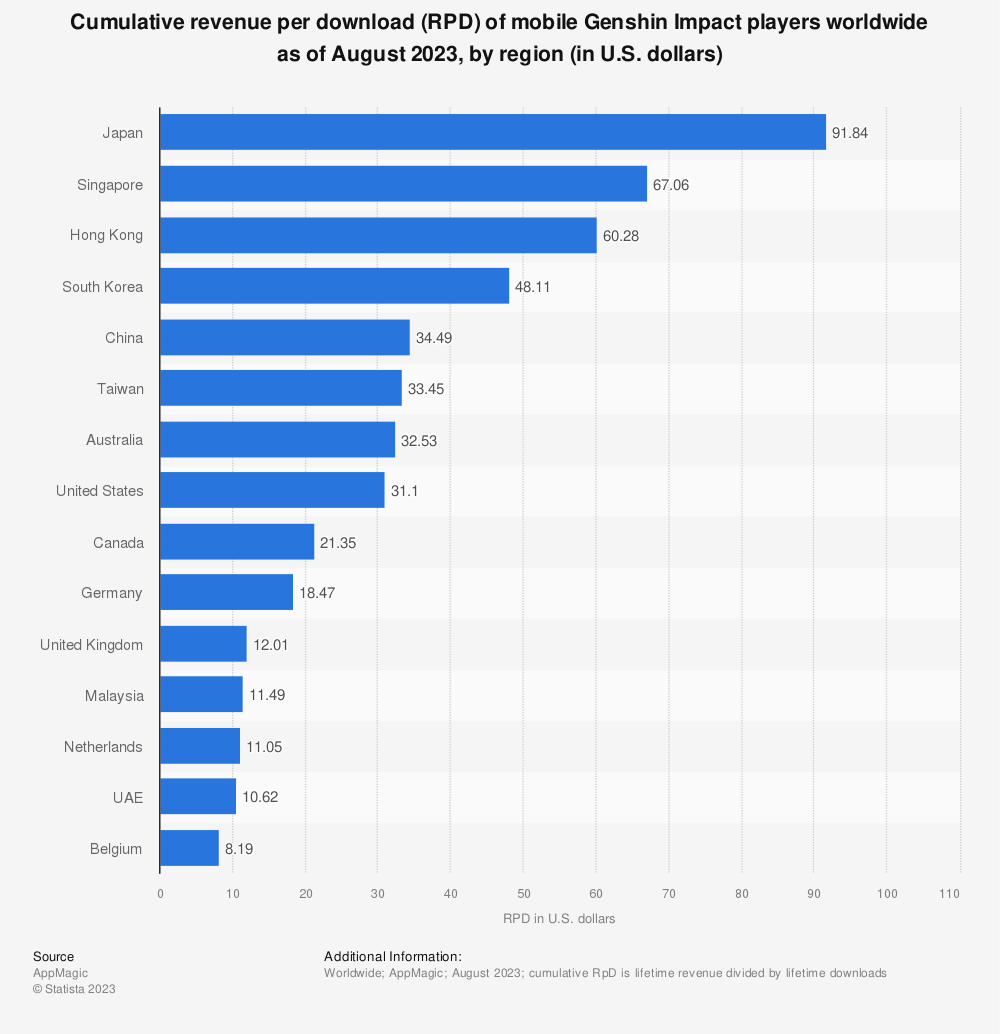 Cumulative revenue per download (RPD) of mobile Genshin Impact players worldwide
as of August 2023, by region (in U.S. dollars)
Japan 91.84
Singapore 67.06
Hong Kong 60.28
South Korea 48.11
China 34.49
Taiwan 33.45
Australia 32.53
United States 31.1
Canada 21.35
Germany 18.47
United Kingdom 12.01
Malaysia 11.49
Netherlands 11.05
UAE 10.62
Belgium 8.19
0 10 20 30 40 50 60 70 80 90 100 110
RPD in U.S. dollars
Source
AppMagic
© Statista 2023
Additional Information:
Worldwide; AppMagic; August 2023; cumulative RpD is lifetime revenue divided by lifetime downloads